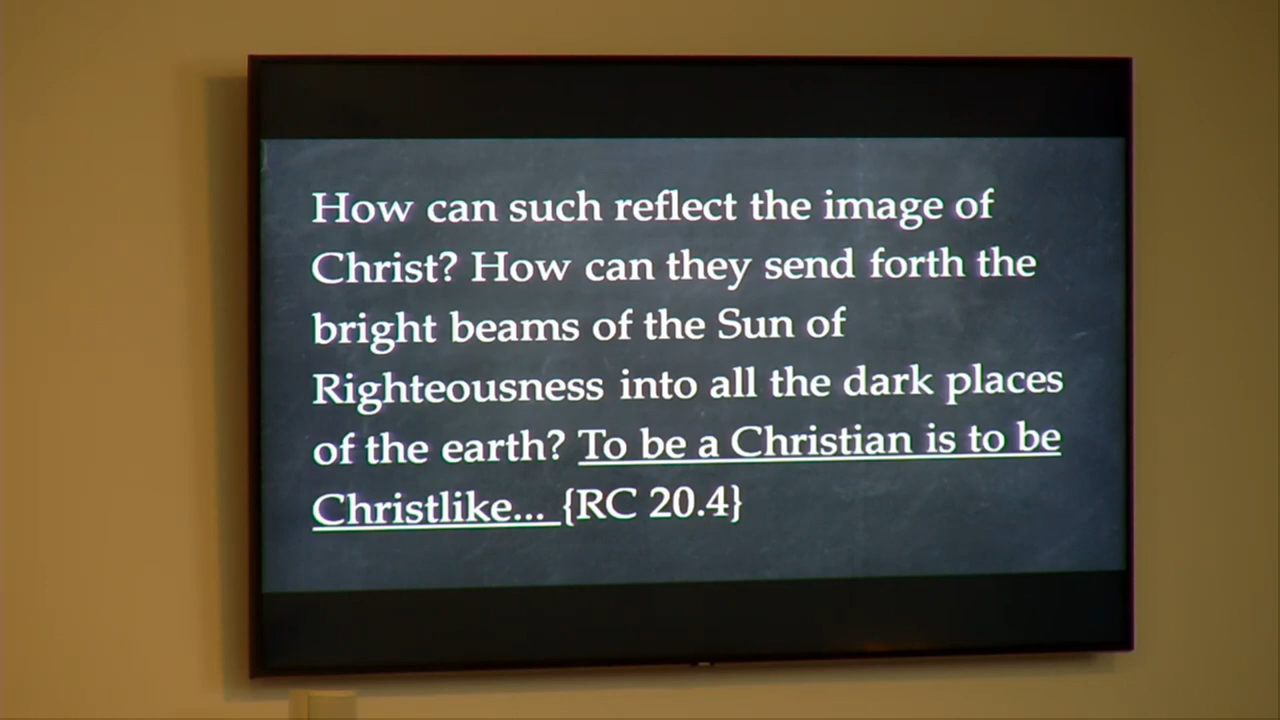 How can such reflect the image of
Christ? How can they send forth the
bright beams of the Sun of
Righteousness into all the dark places
of the earth? To be a Christian is to be
Christlike... {RC 20.4}